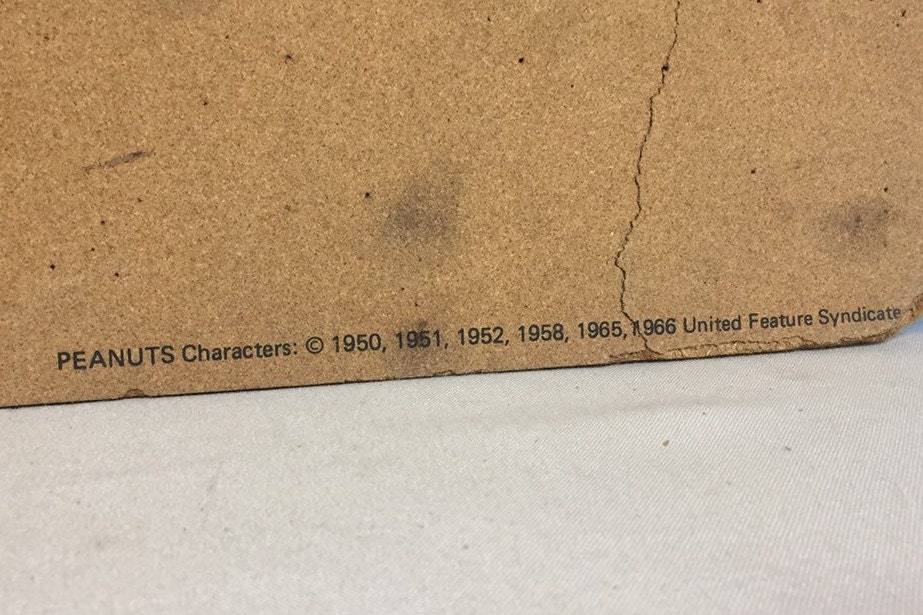 PEANUTS Characters: © 1950, 1951, 1952, 1958, 1965, 1966 United Feature Syndicate